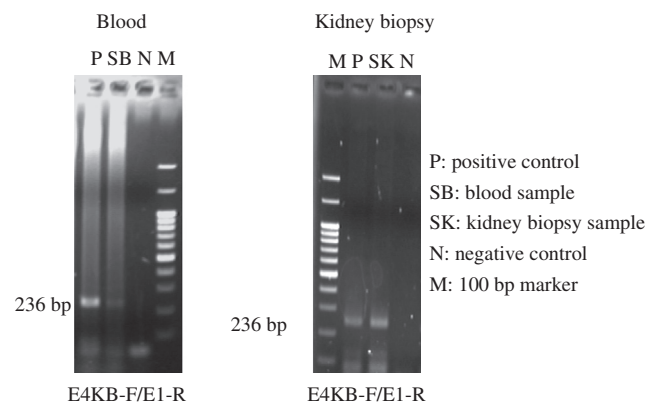 Blood
Kidney biopsy
P SB N M
M P SK N
P: positive control
SB: blood sample
SK: kidney biopsy sample
N: negative control
M: 100 bp marker
236 bp
236 bp
E4KB-F/E1-R
E4KB-F/E1-R